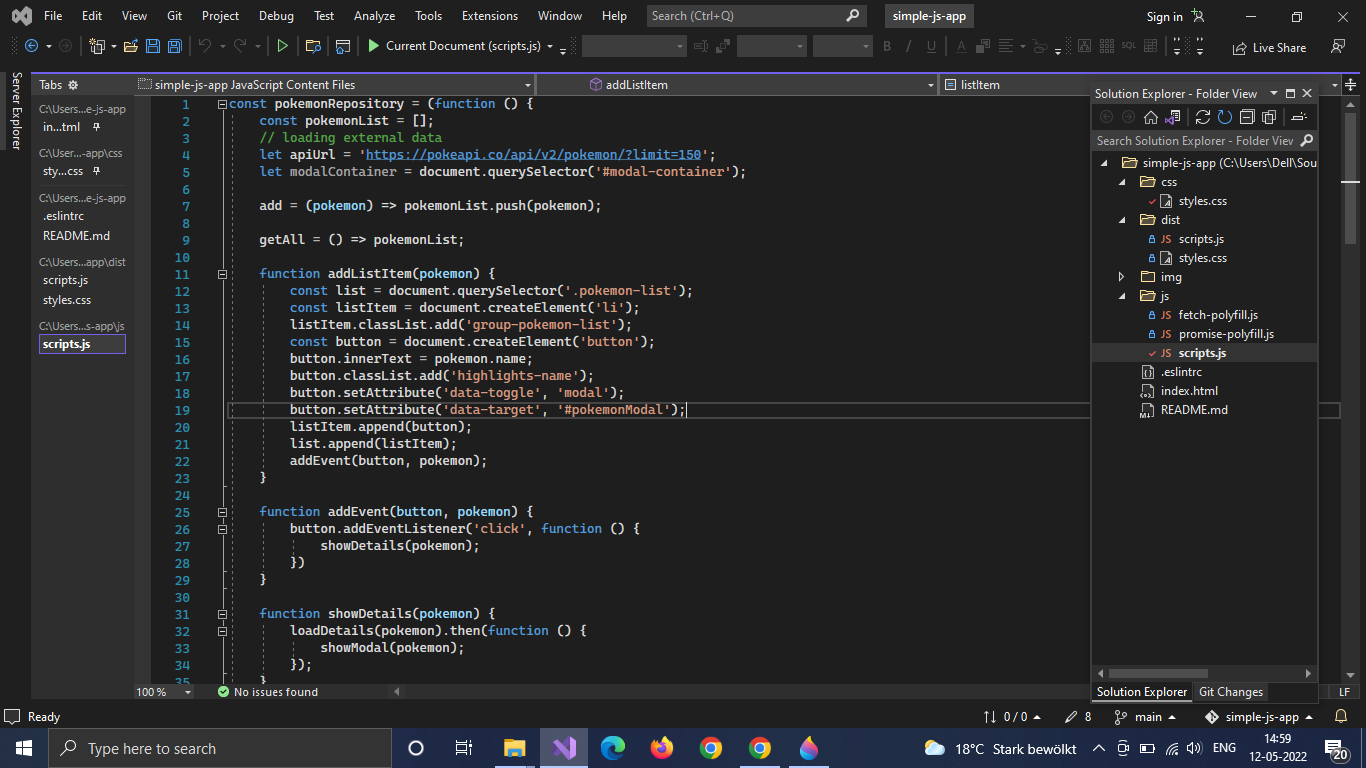 File Edit View Git Project Debug Test Analyze Tools Extensions Window Help Search (Ctrl+Q) simple-js-app Sign in
Current Document (scripts.js) Live Share
Server Explorer
Tabs
C:\Users...e-js-app
in...tml
C:\User...-app\css
sty...css
C:\Users...e-js-app
.eslintrc
README.md
C:\Users...app\dist
scripts.js
styles.css
C:\Users...s-app\js
scripts.js
simple-js-app JavaScript Content Files addListItem listItem
1 const pokemonRepository = (function () {
2 const pokemonList = [];
3 // loading external data
4 let apiUrl = 'https://pokeapi.co/api/v2/pokemon/?limit=150';
5 let modalContainer = document.querySelector('#modal-container');
6
7 add = (pokemon) => pokemonList.push(pokemon);
8
9 getAll = () => pokemonList;
10
11 function addListItem(pokemon) {
12 const list = document.querySelector('.pokemon-list');
13 const listItem = document.createElement('li');
14 listItem.classList.add('group-pokemon-list');
15 const button = document.createElement('button');
16 button.innerText = pokemon.name;
17 button.classList.add('highlights-name');
18 button.setAttribute('data-toggle', 'modal');
19 button.setAttribute('data-target', '#pokemonModal');
20 listItem.append(button);
21 list.append(listItem);
22 addEvent(button, pokemon);
23 }
24
25 function addEvent(button, pokemon) {
26 button.addEventListener('click', function () {
27 showDetails(pokemon);
28 })
29 }
30
31 function showDetails(pokemon) {
32 loadDetails(pokemon).then(function () {
33 showModal(pokemon);
34 });
35 }
100 % No issues found LF
Solution Explorer - Folder View
Search Solution Explorer - Folder Viev
simple-js-app (C:\Users\Dell\Sou
css
styles.css
dist
JS scripts.js
styles.css
img
js
JS fetch-polyfill.js
JS promise-polyfill.js
JS scripts.js
.eslintrc
index.html
README.md
Solution Explorer Git Changes
Ready 0 / 0 8 main simple-js-app
Type here to search 18°C Stark bewölkt ENG 14:59
12-05-2022 20